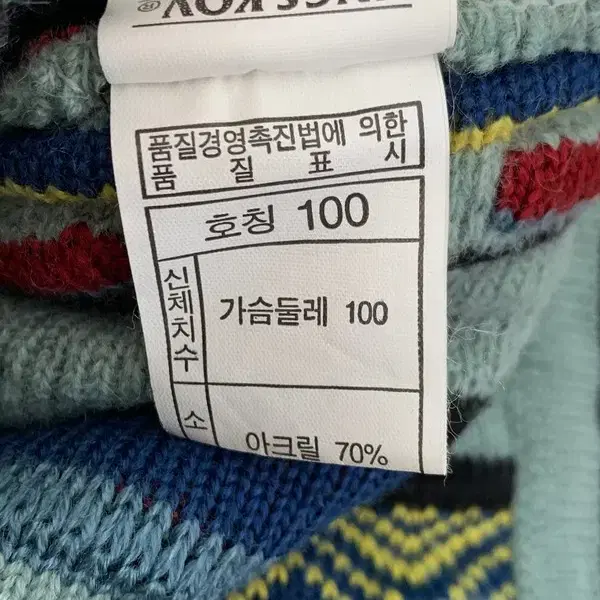 품질경영촉진법에 의한
품 질 표 시
호칭 100
신체치수
가슴둘레 100
소
아크릴 70%